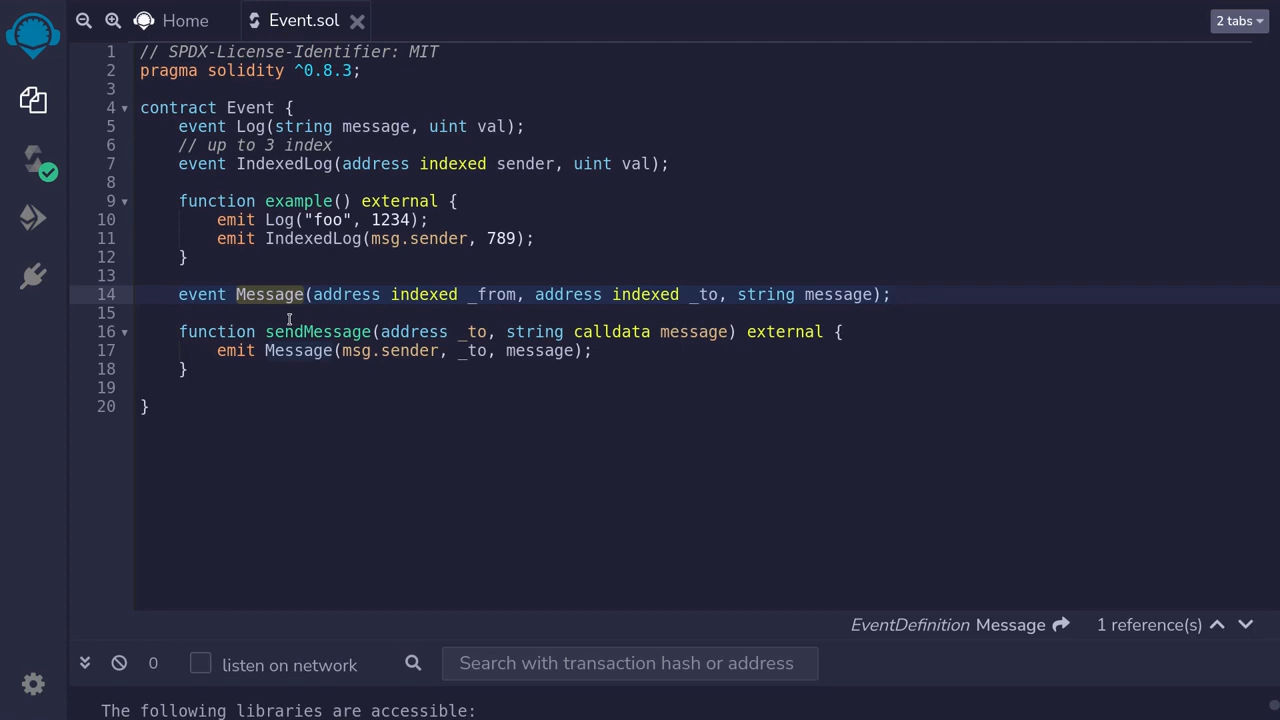 Home
Event.sol
2 tabs
1 // SPDX-License-Identifier: MIT
2 pragma solidity ^0.8.3;
3
4 contract Event {
5 event Log(string message, uint val);
6 // up to 3 index
7 event IndexedLog(address indexed sender, uint val);
8
9 function example() external {
10 emit Log("foo", 1234);
11 emit IndexedLog(msg.sender, 789);
12 }
13
14 event Message(address indexed _from, address indexed _to, string message);
15
16 function sendMessage(address _to, string calldata message) external {
17 emit Message(msg.sender, _to, message);
18 }
19
20 }
EventDefinition Message 1 reference(s)
0 listen on network Search with transaction hash or address
The following libraries are accessible: